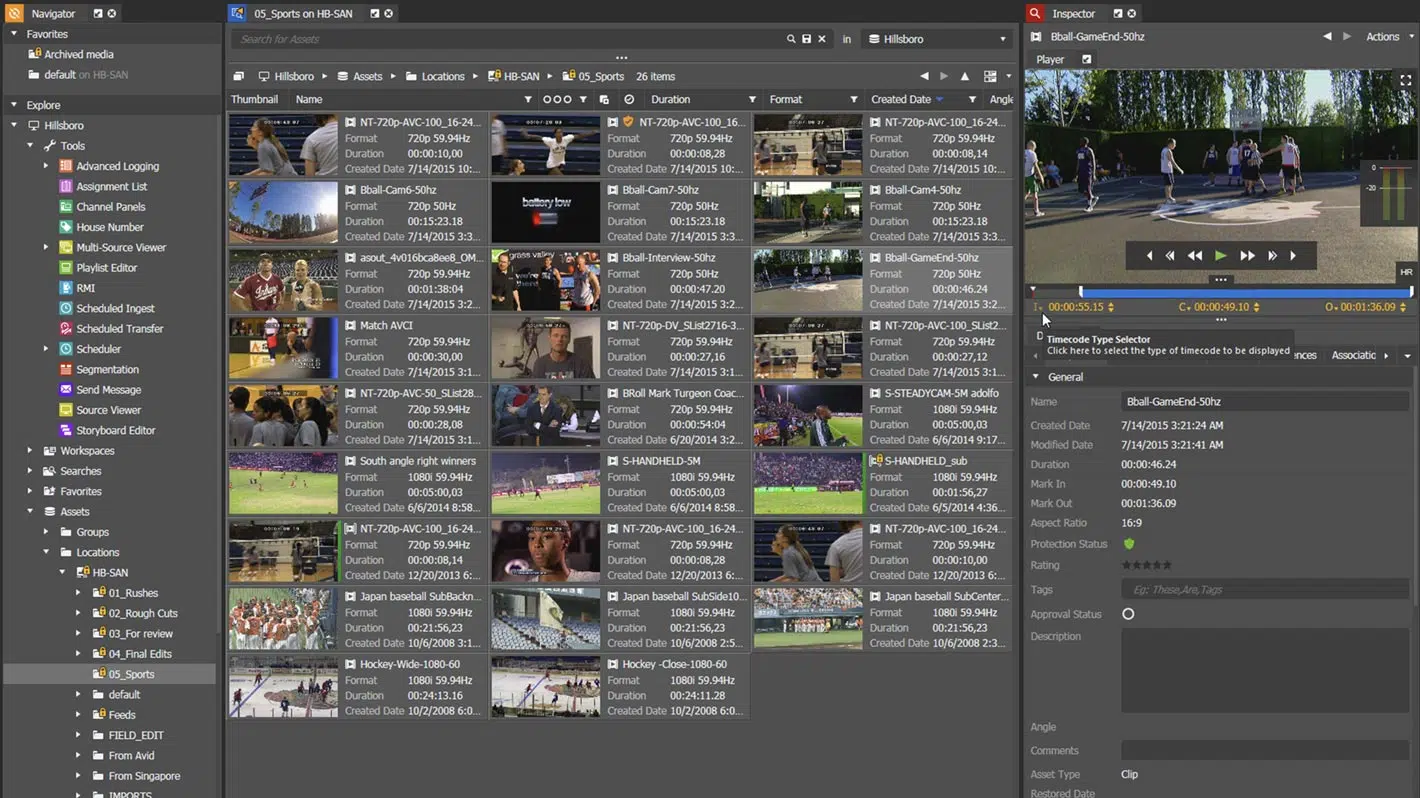 Navigator
Favorites
Archived media
default on HB-SAN
Explore
Hillsboro
Tools
Advanced Logging
Assignment List
Channel Panels
House Number
Multi-Source Viewer
Playlist Editor
RMI
Scheduled Ingest
Scheduled Transfer
Scheduler
Segmentation
Send Message
Source Viewer
Storyboard Editor
Workspaces
Searches
Favorites
Assets
Groups
Locations
HB-SAN
01_Rushes
02_Rough Cuts
03_For review
04_Final Edits
05_Sports
default
Feeds
FIELD_EDIT
From Avid
From Singapore
IMPORTS
05_Sports on HB-SAN
Search for Assets
in
Hillsboro
Hillsboro Assets Locations HB-SAN 05_Sports 26 items
Thumbnail Name Duration Format Created Date Angle
NT-720p-AVC-100_16-24...
Format 720p 59.94Hz
Duration 00:00:10,00
Created Date 7/14/2015 10:...
NT-720p-AVC-100_16...
Format 720p 59.94Hz
Duration 00:00:08,28
Created Date 7/14/2015 10:...
NT-720p-AVC-100_16-24...
Format 720p 59.94Hz
Duration 00:00:08,14
Created Date 7/14/2015 10:...
Bball-Cam6-50hz
Format 720p 50Hz
Duration 00:15:23.18
Created Date 7/14/2015 3:3...
battery low
Bball-Cam7-50hz
Format 720p 50Hz
Duration 00:15:23.18
Created Date 7/14/2015 3:3...
Bball-Cam4-50hz
Format 720p 50Hz
Duration 00:15:23.18
Created Date 7/14/2015 3:3...
asout_4v016bca8ee8_OM...
Format 720p 59.94Hz
Duration 00:00:38;04
Created Date 7/14/2015 3:2...
grass valley
Bball-Interview-50hz
Format 720p 50Hz
Duration 00:00:47.20
Created Date 7/14/2015 3:2...
Bball-GameEnd-50hz
Format 720p 50Hz
Duration 00:00:46.24
Created Date 7/14/2015 3:2...
Match AVCI
Format 720p 59.94Hz
Duration 00:00:30,00
Created Date 7/14/2015 3:1...
NT-720p-DV_SList2716-3...
Format 720p 59.94Hz
Duration 00:00:27,16
Created Date 7/14/2015 3:1...
NT-720p-AVC-100_SList2...
Format 720p 59.94Hz
Duration 00:00:27,12
Created Date 7/14/2015 3:1...
NT-720p-AVC-50_SList28...
Format 720p 59.94Hz
Duration 00:00:28,08
Created Date 7/14/2015 3:1...
BRoll Mark Turgeon Coac...
Format 720p 59.94Hz
Duration 00:00:54:04
Created Date 6/20/2014 3:2...
S-STEADYCAM-5M adolfo
Format 1080i 59.94Hz
Duration 00:05:00,03
Created Date 6/6/2014 9:17...
South angle right winners
Format 1080i 59.94Hz
Duration 00:05:00,03
Created Date 6/6/2014 8:58...
S-HANDHELD-5M
Format 1080i 59.94Hz
Duration 00:05:00,03
Created Date 6/6/2014 8:58...
S-HANDHELD_sub
Format 1080i 59.94Hz
Duration 00:01:56,27
Created Date 6/5/2014 4:36...
NT-720p-AVC-100_16-24...
Format 720p 59.94Hz
Duration 00:00:08,14
Created Date 12/20/2013 6:...
NT-720p-AVC-100_16-24...
Format 720p 59.94Hz
Duration 00:00:08,28
Created Date 12/20/2013 6:...
NT-720p-AVC-100_16-24...
Format 720p 59.94Hz
Duration 00:00:10,00
Created Date 12/20/2013 6:...
Japan baseball SubBackn...
Format 1080i 59.94Hz
Duration 00:21:56,23
Created Date 10/6/2008 3:1...
Japan baseball SubSide10...
Format 1080i 59.94Hz
Duration 00:21:56,23
Created Date 10/6/2008 2:5...
Japan baseball SubCenter...
Format 1080i 59.94Hz
Duration 00:21:56,23
Created Date 10/6/2008 2:3...
Hockey-Wide-1080-60
Format 1080i 59.94Hz
Duration 00:24:13.16
Created Date 10/2/2008 6:0...
Hockey -Close-1080-60
Format 1080i 59.94Hz
Duration 00:24:11.28
Created Date 10/2/2008 6:0...
Inspector
Bball-GameEnd-50hz
Actions
Player
0
-20
HR
00:00:55.15 C 00:00:49.10 O 00:01:36.09
Timecode Type Selector
Click here to select the type of timecode to be displayed
ences Associatio
General
Name Bball-GameEnd-50hz
Created Date 7/14/2015 3:21:24 AM
Modified Date 7/14/2015 3:21:41 AM
Duration 00:00:46.24
Mark In 00:00:49.10
Mark Out 00:01:36.09
Aspect Ratio 16:9
Protection Status
Rating
Tags Eg: These,Are,Tags
Approval Status
Description
Angle
Comments
Asset Type Clip
Restored Date